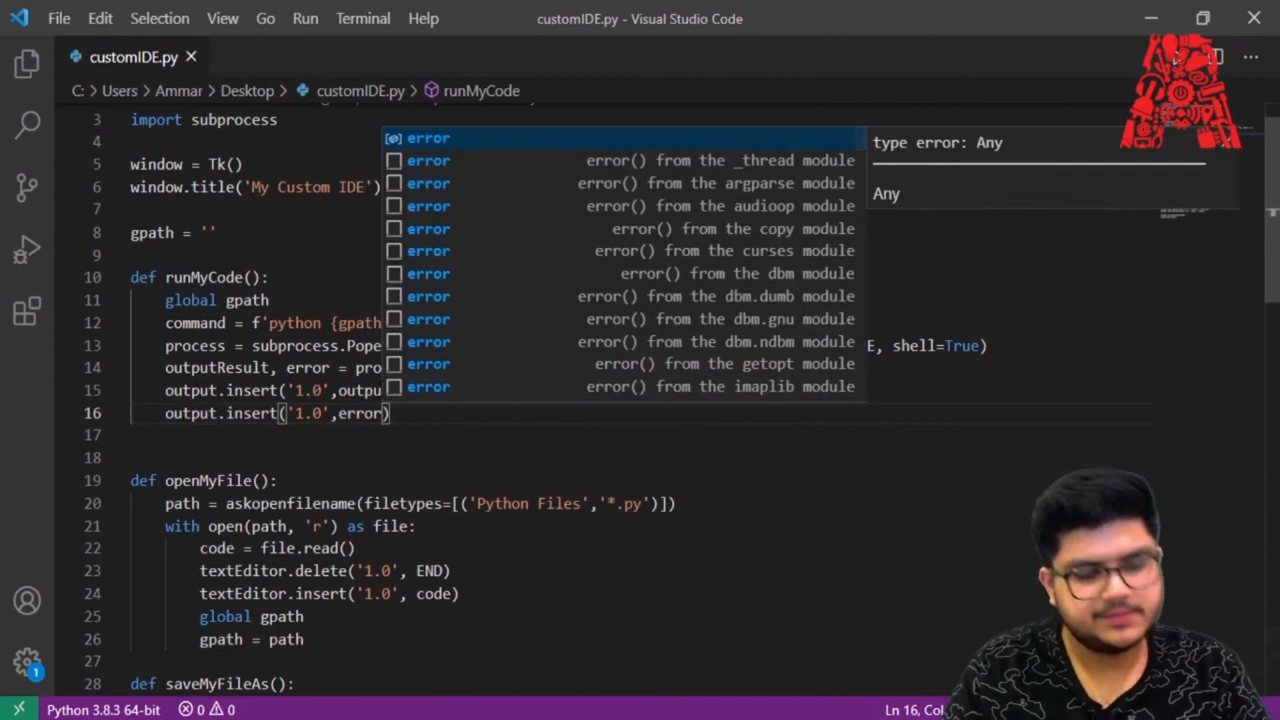 File Edit Selection View Go Run Terminal Help customIDE.py - Visual Studio Code
customIDE.py
C: > Users > Ammar > Desktop > customIDE.py > runMyCode
3 import subprocess
4
5 window = Tk()
6 window.title('My Custom IDE')
7
8 gpath = ''
9
10 def runMyCode():
11 global gpath
12 command = f'python {gpath
13 process = subprocess.Pope E, shell=True)
14 outputResult, error = pro
15 output.insert('1.0',outpu
16 output.insert('1.0',error)
17
18
19 def openMyFile():
20 path = askopenfilename(filetypes=[('Python Files','*.py')])
21 with open(path, 'r') as file:
22 code = file.read()
23 textEditor.delete('1.0', END)
24 textEditor.insert('1.0', code)
25 global gpath
26 gpath = path
27
28 def saveMyFileAs():
error
error error() from the _thread module
error error() from the argparse module
error error() from the audioop module
error error() from the copy module
error error() from the curses module
error error() from the dbm module
error error() from the dbm.dumb module
error error() from the dbm.gnu module
error error() from the dbm.ndbm module
error error() from the getopt module
error error() from the imaplib module
type error: Any
Any
1
Python 3.8.3 64-bit 0 0 Ln 16,